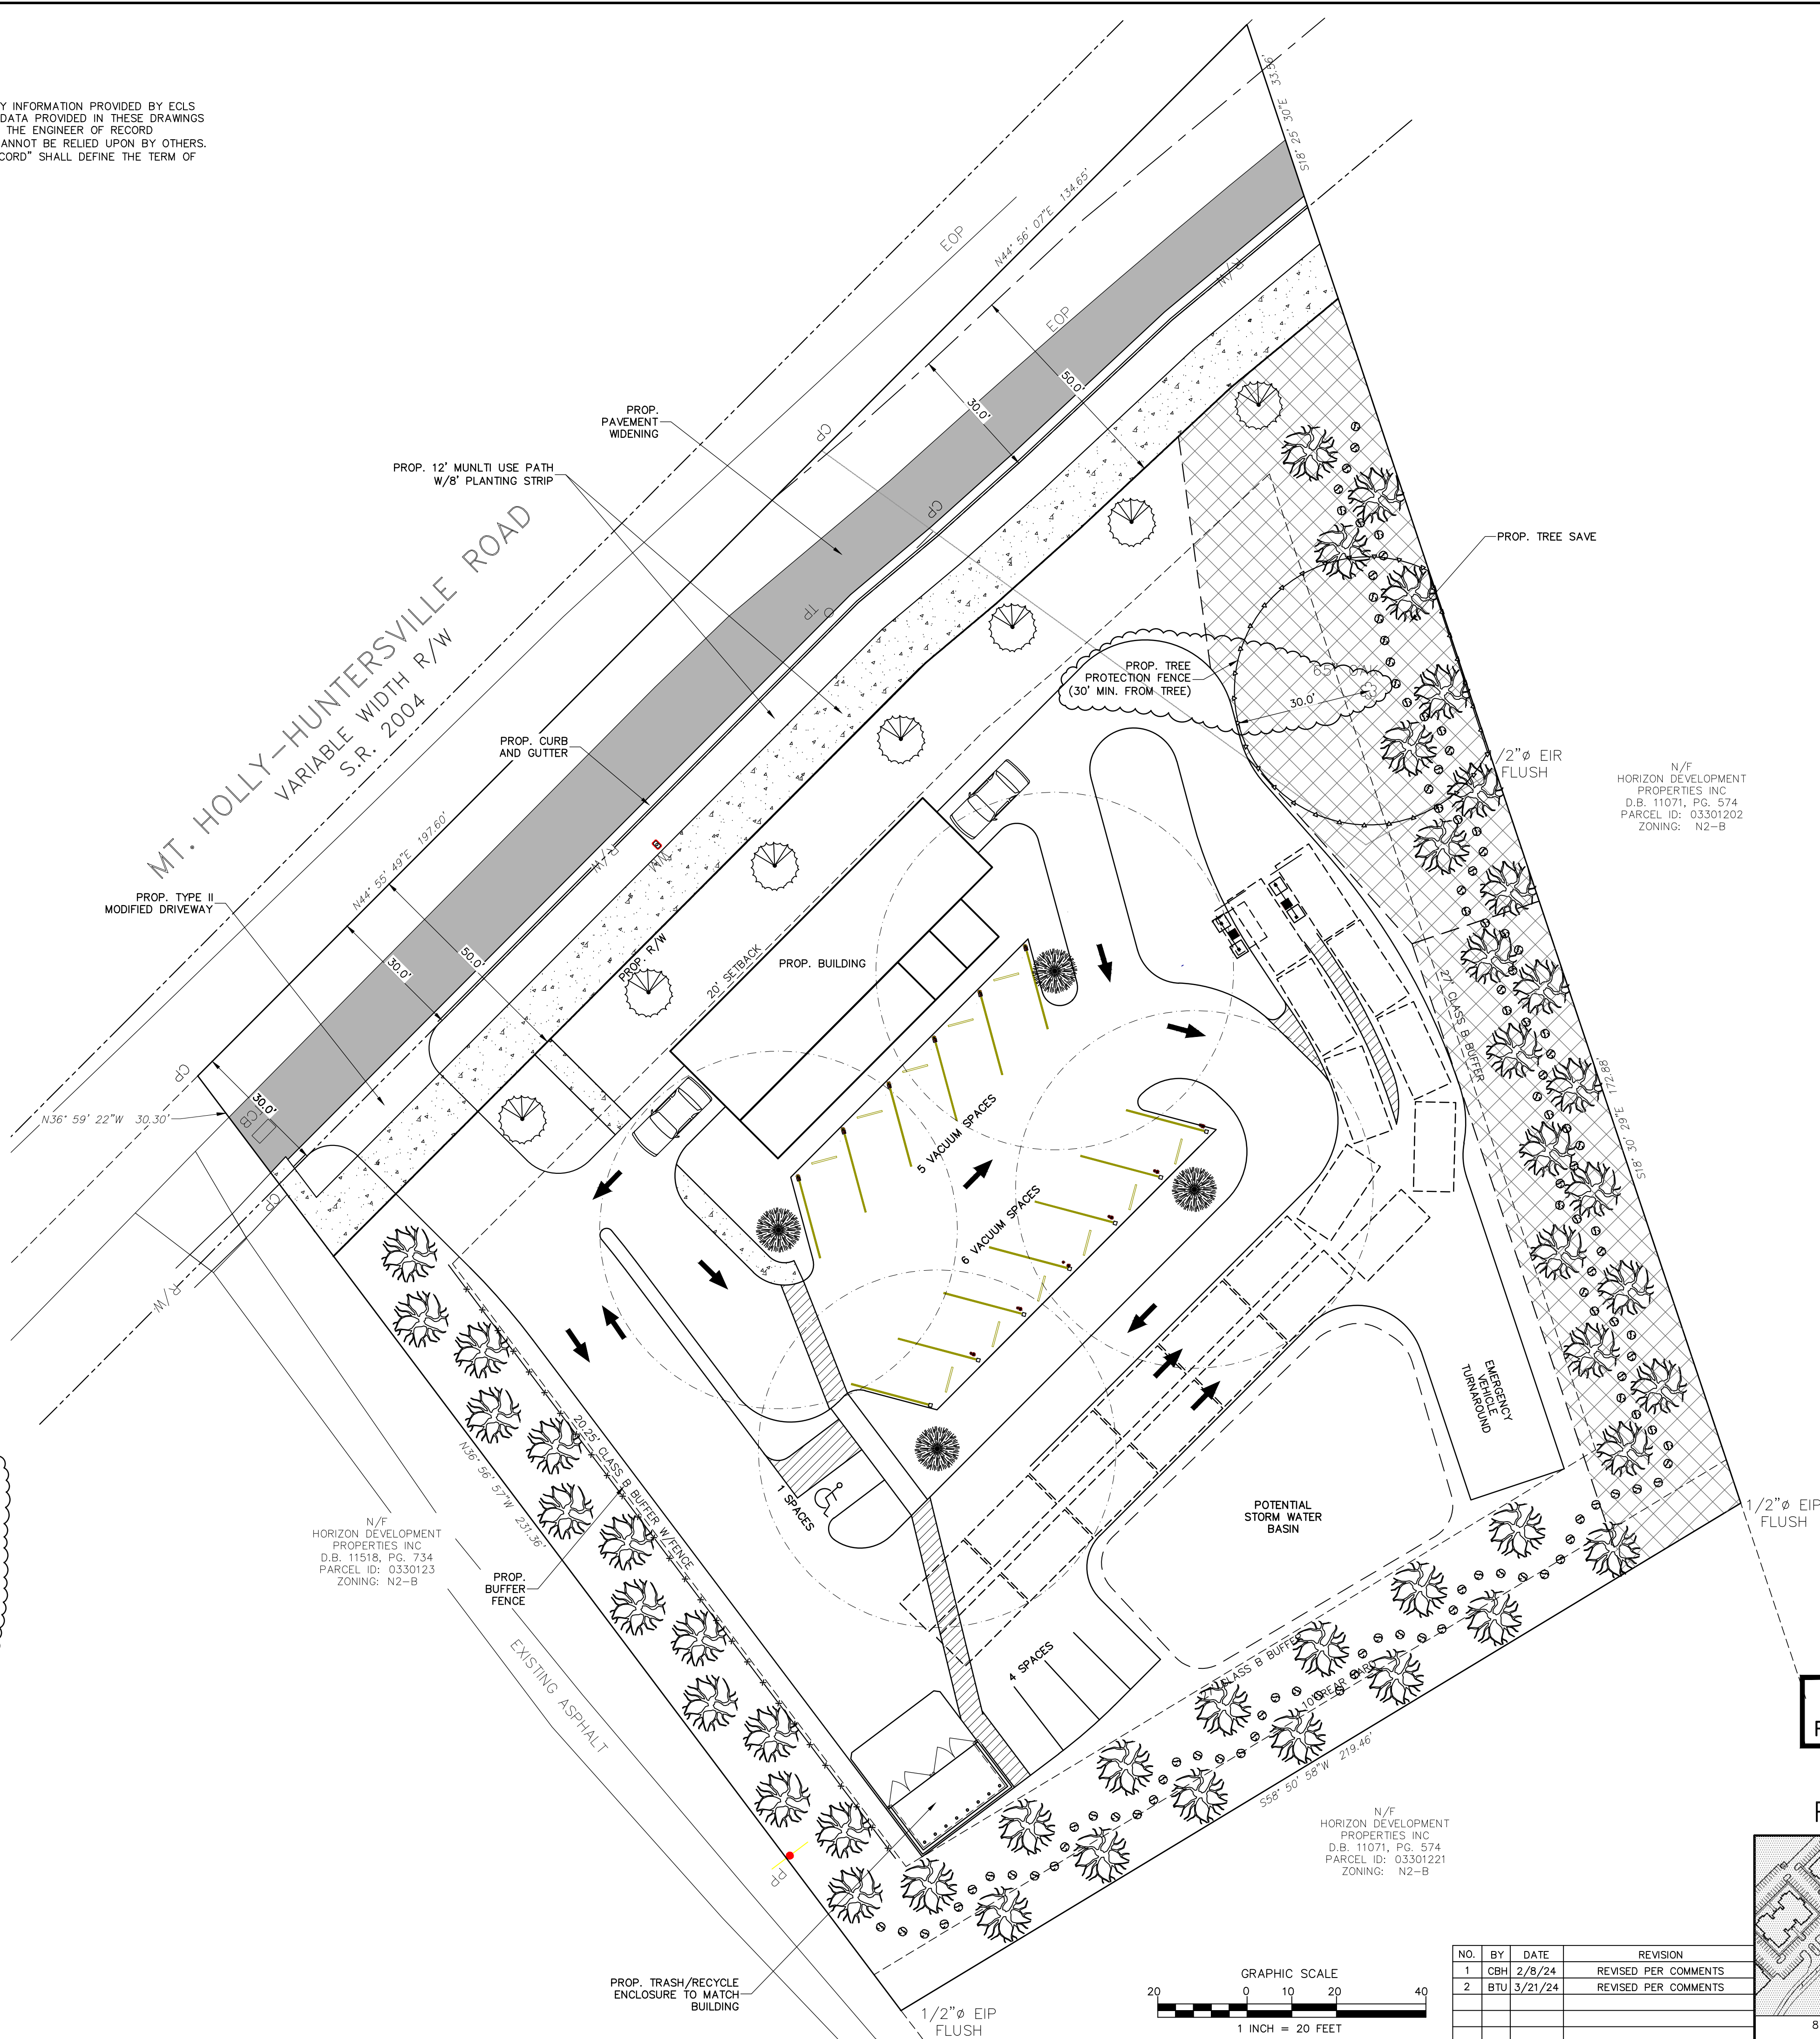 Y INFORMATION PROVIDED BY ECLS
DATA PROVIDED IN THESE DRAWINGS
THE ENGINEER OF RECORD
ANNOT BE RELIED UPON BY OTHERS.
CORD" SHALL DEFINE THE TERM OF
S18° 25' 30"E 33.56'
N44° 56' 07"E 134.65'
EOP
EOP
R/W
50.0'
30.0'
PROP.
PAVEMENT
WIDENING
CP
CP
PROP. 12' MUNLTI USE PATH
W/8' PLANTING STRIP
MT. HOLLY-HUNTERSVILLE ROAD
VARIABLE WIDTH R/W
S.R. 2004
TP
PROP. TREE SAVE
PROP. TREE
PROTECTION FENCE
(30' MIN. FROM TREE)
30.0'
PROP. CURB
AND GUTTER
1/2"ø EIR
FLUSH
N/F
HORIZON DEVELOPMENT
PROPERTIES INC
D.B. 11071, PG. 574
PARCEL ID: 03301202
ZONING: N2-B
N44° 55' 49"E 197.60'
R/W
WM
PROP. TYPE II
MODIFIED DRIVEWAY
30.0'
50.0'
PROP. R/W
20' SETBACK
PROP. BUILDING
27' CLASS B BUFFER
S18° 30' 29"E 172.88'
CP
N36° 59' 22"W 30.30'
CB
30.0'
CP
R/W
5 VACUUM SPACES
6 VACUUM SPACES
EMERGENCY
VEHICLE
TURNAROUND
20.25' CLASS B BUFFER W/FENCE
N36° 56' 57"W 231.36'
1 SPACES
POTENTIAL
STORM WATER
BASIN
1/2"ø EIP
FLUSH
N/F
HORIZON DEVELOPMENT
PROPERTIES INC
D.B. 11518, PG. 734
PARCEL ID: 0330123
ZONING: N2-B
PROP.
BUFFER
FENCE
EXISTING ASPHALT
4 SPACES
CLASS B BUFFER
10' REAR YARD
S58° 50' 58"W 219.46'
N/F
HORIZON DEVELOPMENT
PROPERTIES INC
D.B. 11071, PG. 574
PARCEL ID: 03301221
ZONING: N2-B
PP
PROP. TRASH/RECYCLE
ENCLOSURE TO MATCH
BUILDING
1/2"ø EIP
FLUSH
GRAPHIC SCALE
20 0 10 20 40
1 INCH = 20 FEET
NO. BY DATE REVISION
1 CBH 2/8/24 REVISED PER COMMENTS
2 BTU 3/21/24 REVISED PER COMMENTS